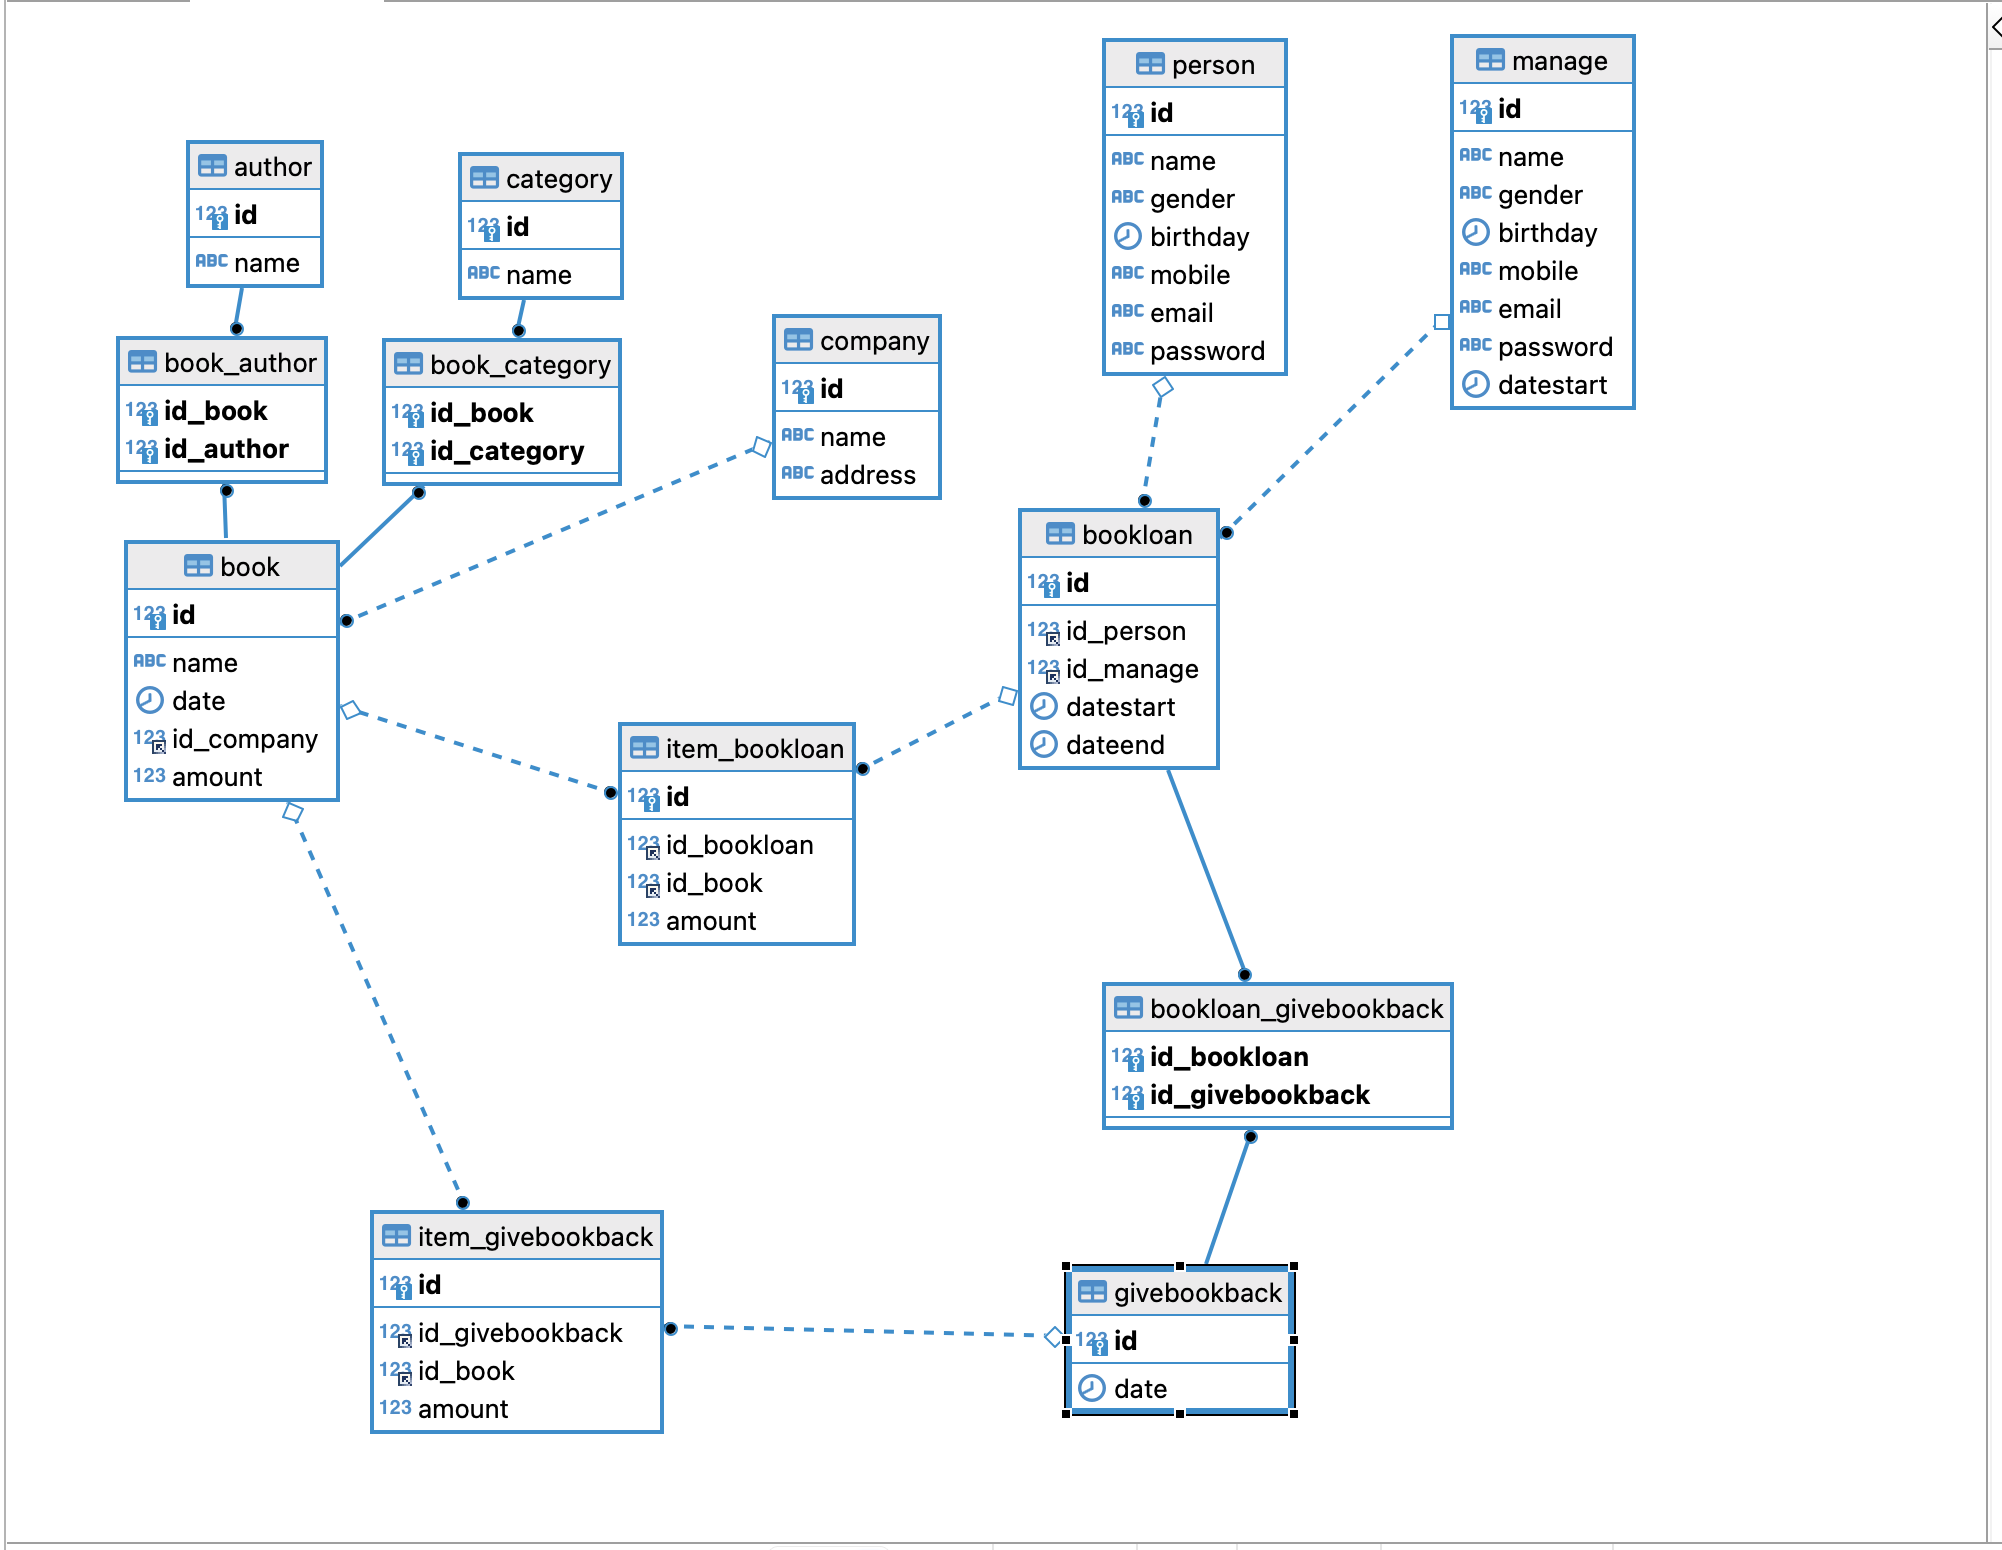 author
123 id
ABC name
category
123 id
ABC name
book_author
123 id_book
123 id_author
book_category
123 id_book
123 id_category
company
123 id
ABC name
ABC address
person
123 id
ABC name
ABC gender
birthday
ABC mobile
ABC email
ABC password
manage
123 id
ABC name
ABC gender
birthday
ABC mobile
ABC email
ABC password
datestart
book
123 id
ABC name
date
123 id_company
123 amount
bookloan
123 id
123 id_person
123 id_manage
datestart
dateend
item_bookloan
123 id
123 id_bookloan
123 id_book
123 amount
bookloan_givebookback
123 id_bookloan
123 id_givebookback
item_givebookback
123 id
123 id_givebookback
123 id_book
123 amount
givebookback
123 id
date